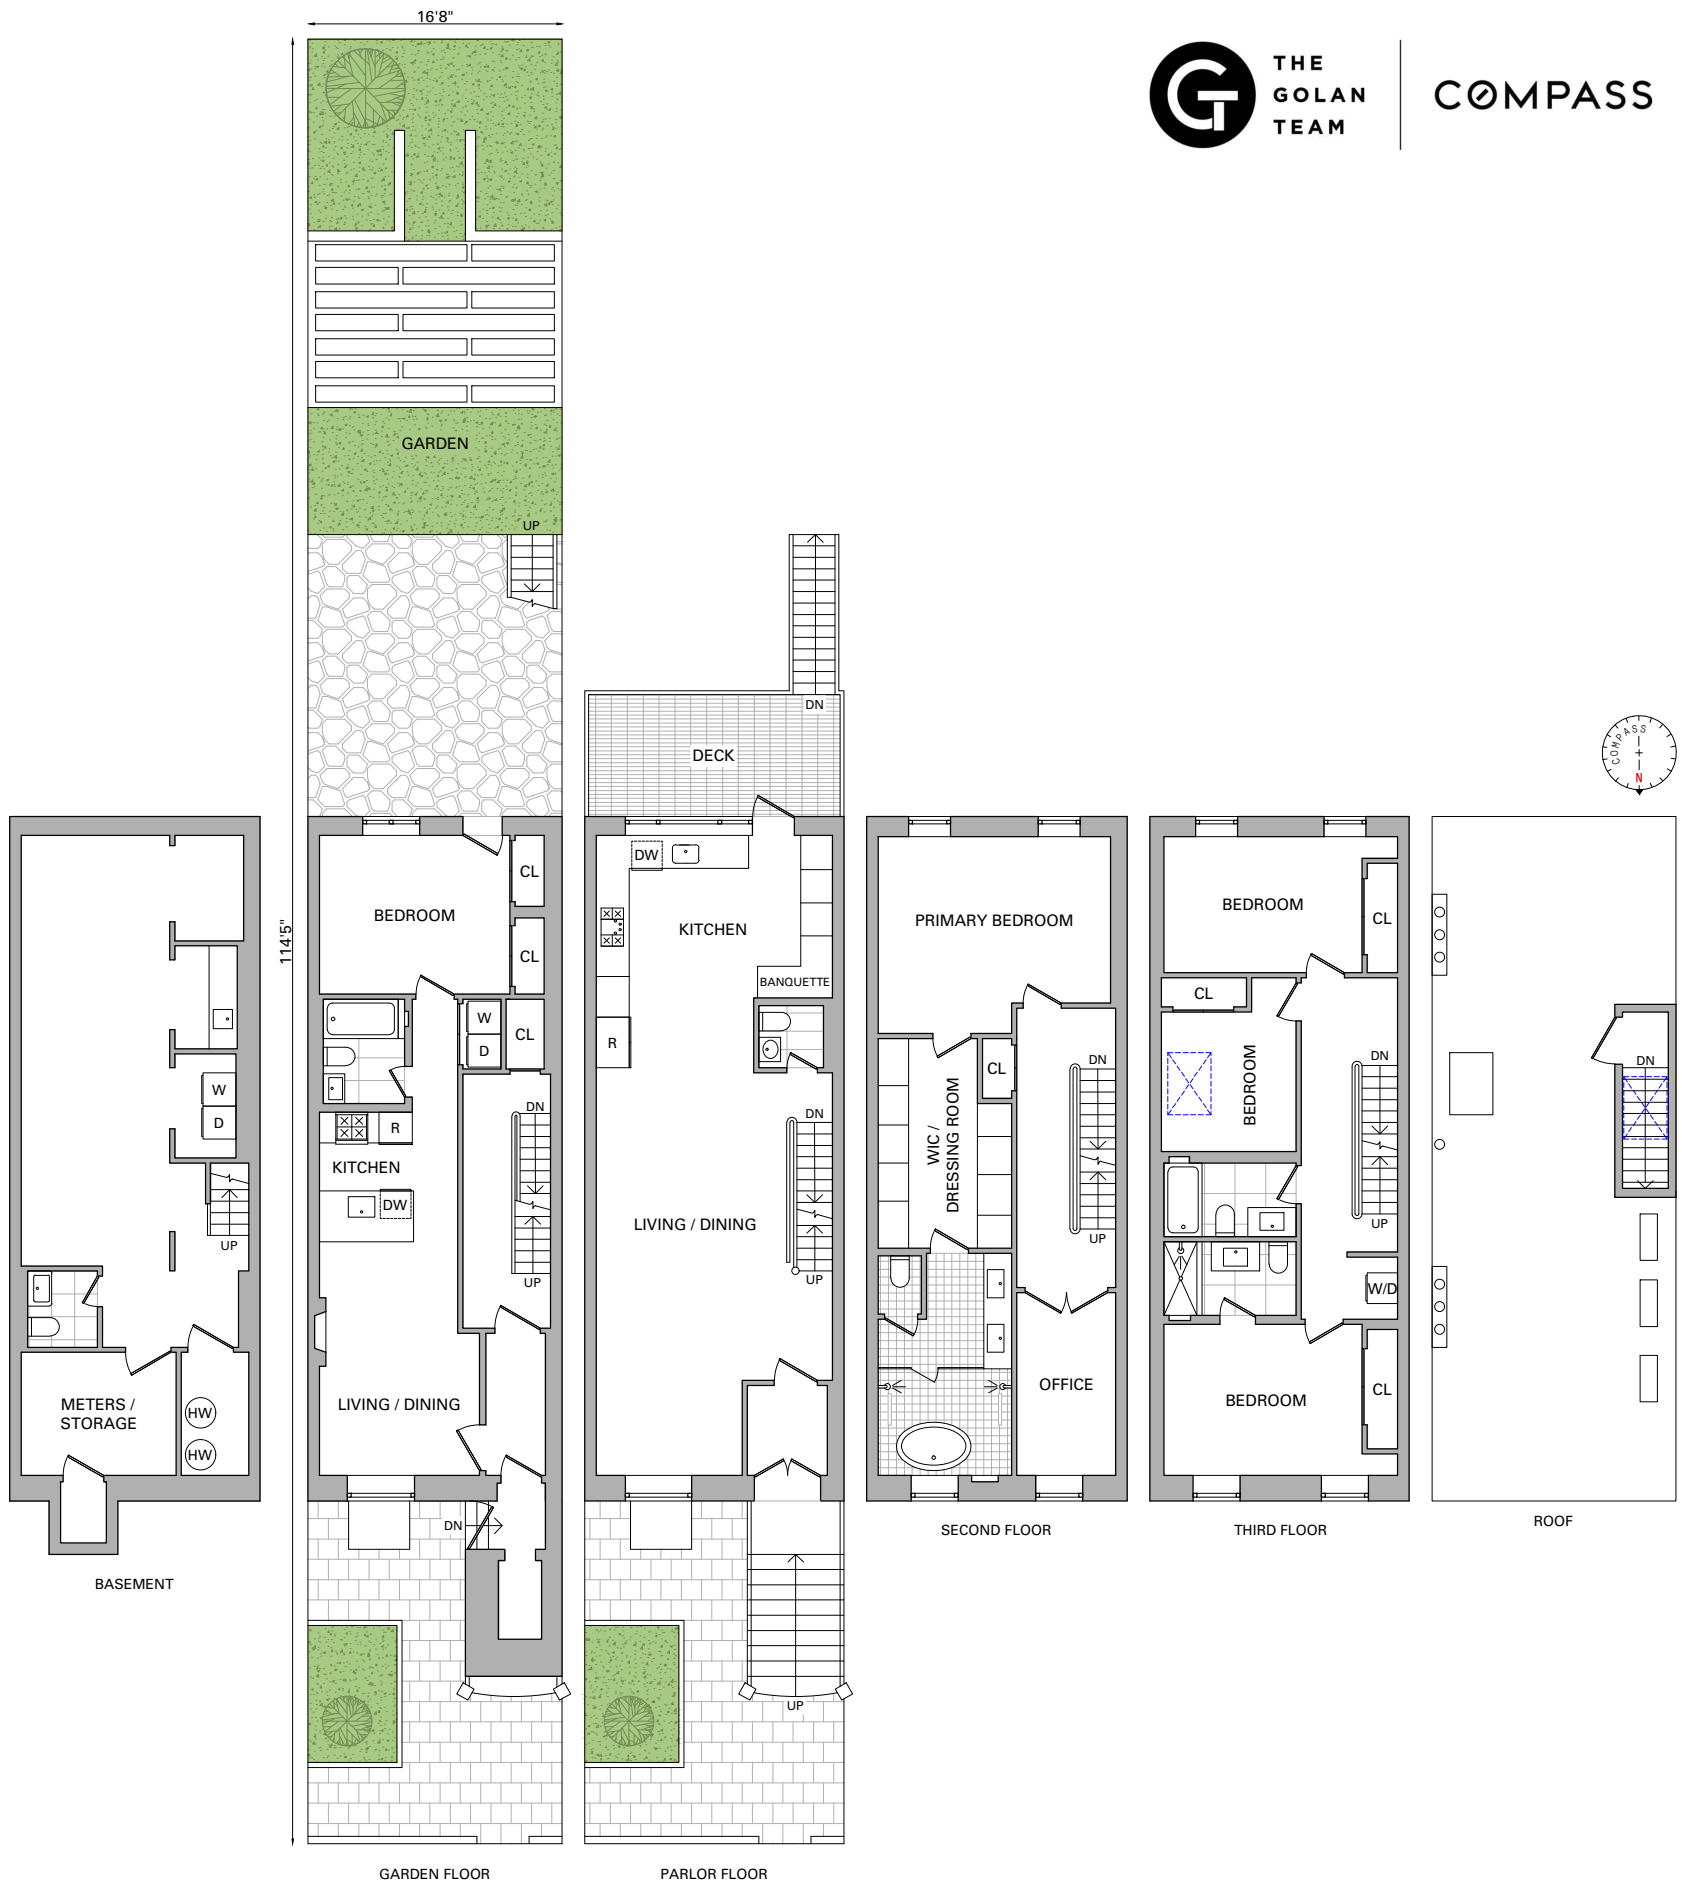 16'8"
114'5"
THE
GOLAN
TEAM
COMPASS
GARDEN
UP
BEDROOM
CL
CL
W
D
CL
R
KITCHEN
DW
DN
UP
LIVING / DINING
DN
GARDEN FLOOR
W
D
UP
METERS /
STORAGE
HW
HW
BASEMENT
DN
DECK
DW
KITCHEN
BANQUETTE
R
DN
LIVING / DINING
UP
UP
PARLOR FLOOR
PRIMARY BEDROOM
CL
WIC /
DRESSING ROOM
DN
UP
OFFICE
SECOND FLOOR
BEDROOM
CL
CL
BEDROOM
DN
UP
W/D
BEDROOM
CL
THIRD FLOOR
COMPASS
N
DN
ROOF